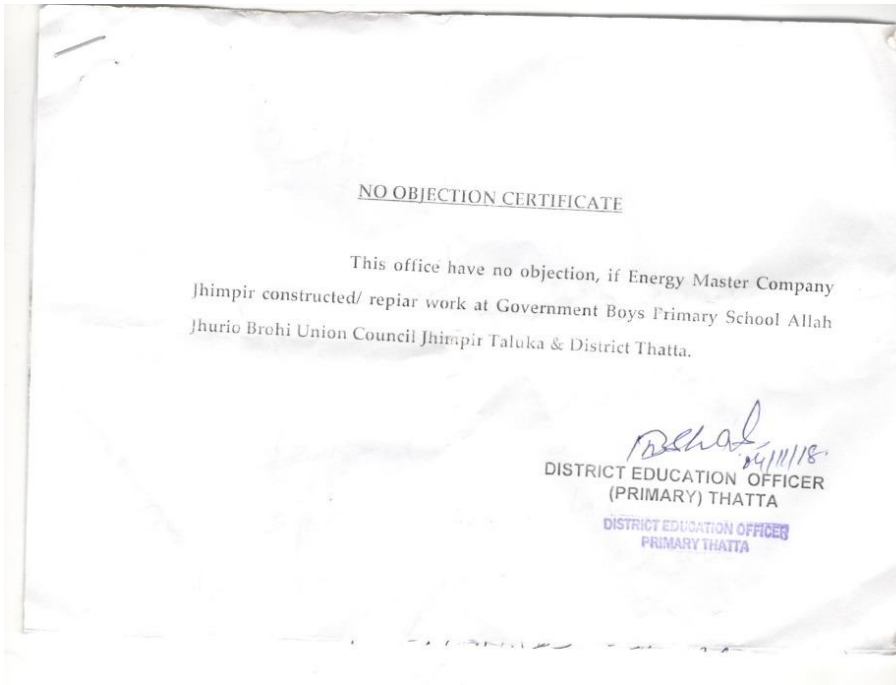 NO OBJECTION CERTIFICATE
This office have no objection, if Energy Master Company
Jhimpir constructed/ repiar work at Government Boys Primary School Allah
Jhurio Brohi Union Council Jhimpir Taluka & District Thatta.
04/11/18
DISTRICT EDUCATION OFFICER
(PRIMARY) THATTA
DISTRICT EDUCATION OFFICER
PRIMARY THATTA